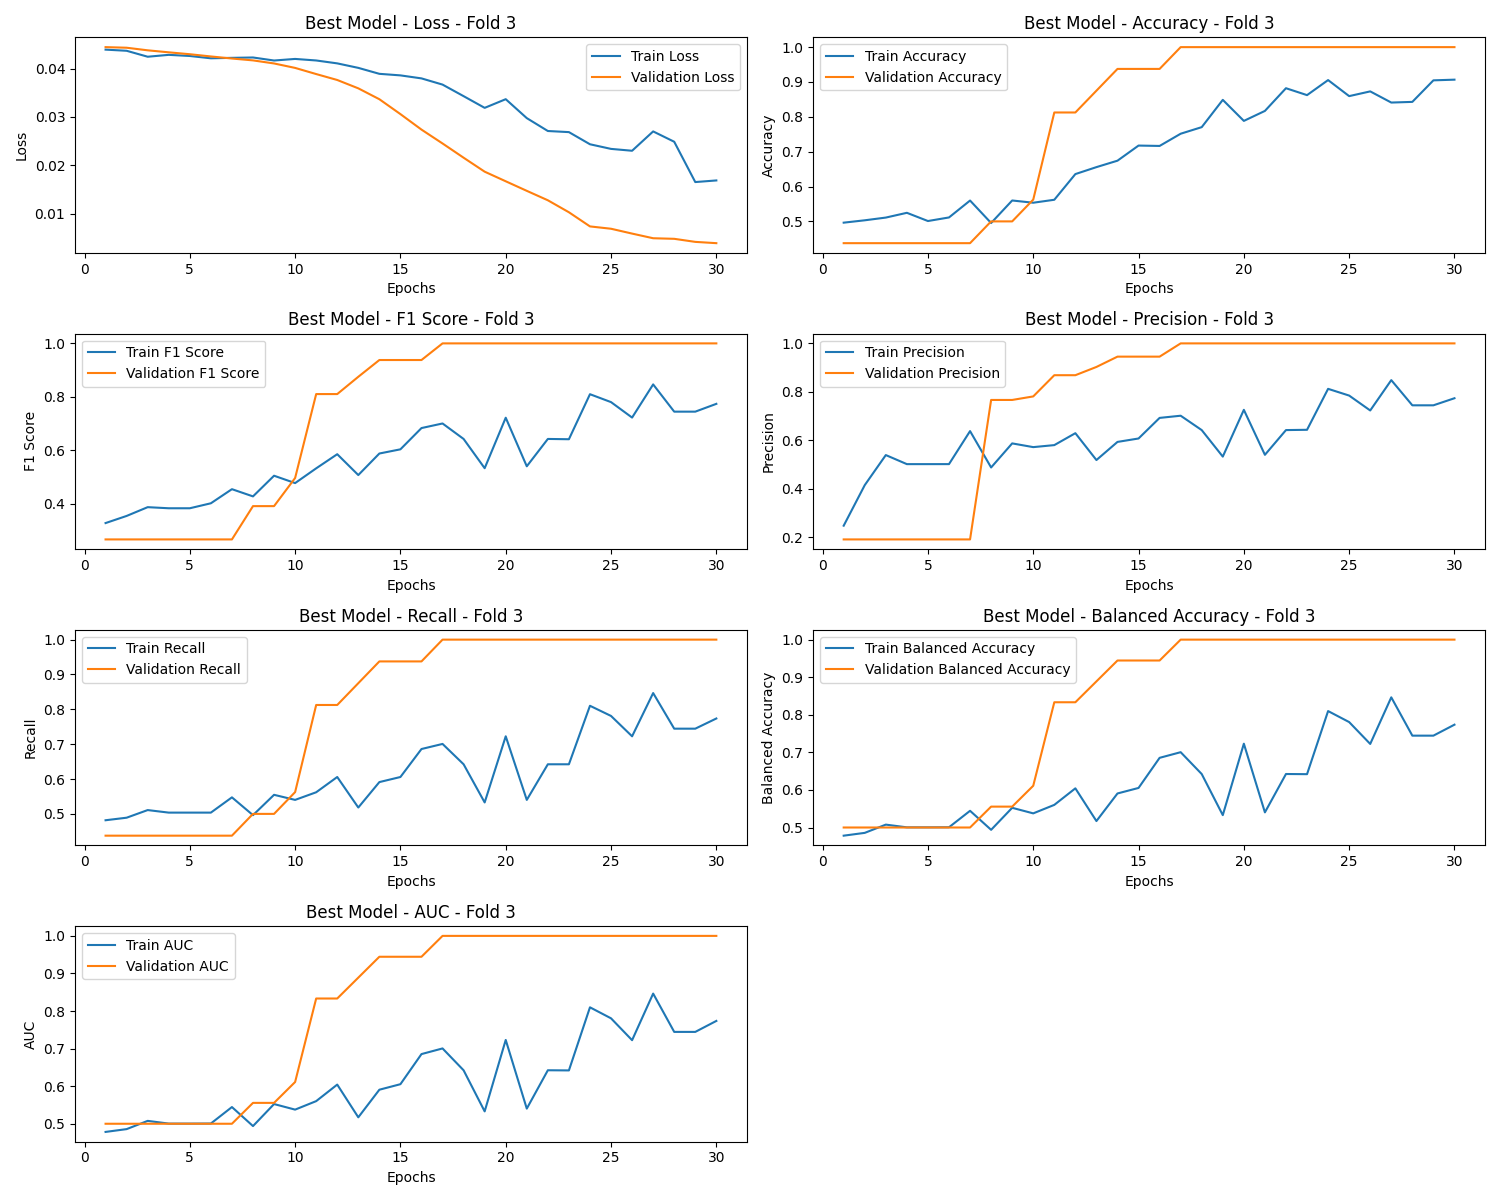 Best Model - Loss - Fold 3
Train Loss
Validation Loss
0.04
0.03
0.02
0.01
Loss
0 5 10 15 20 25 30
Epochs
Best Model - Accuracy - Fold 3
Train Accuracy
Validation Accuracy
1.0
0.9
0.8
0.7
0.6
0.5
Accuracy
0 5 10 15 20 25 30
Epochs
Best Model - F1 Score - Fold 3
Train F1 Score
Validation F1 Score
1.0
0.8
0.6
0.4
F1 Score
0 5 10 15 20 25 30
Epochs
Best Model - Precision - Fold 3
Train Precision
Validation Precision
1.0
0.8
0.6
0.4
0.2
Precision
0 5 10 15 20 25 30
Epochs
Best Model - Recall - Fold 3
Train Recall
Validation Recall
1.0
0.9
0.8
0.7
0.6
0.5
Recall
0 5 10 15 20 25 30
Epochs
Best Model - Balanced Accuracy - Fold 3
Train Balanced Accuracy
Validation Balanced Accuracy
1.0
0.9
0.8
0.7
0.6
0.5
Balanced Accuracy
0 5 10 15 20 25 30
Epochs
Best Model - AUC - Fold 3
Train AUC
Validation AUC
1.0
0.9
0.8
0.7
0.6
0.5
AUC
0 5 10 15 20 25 30
Epochs